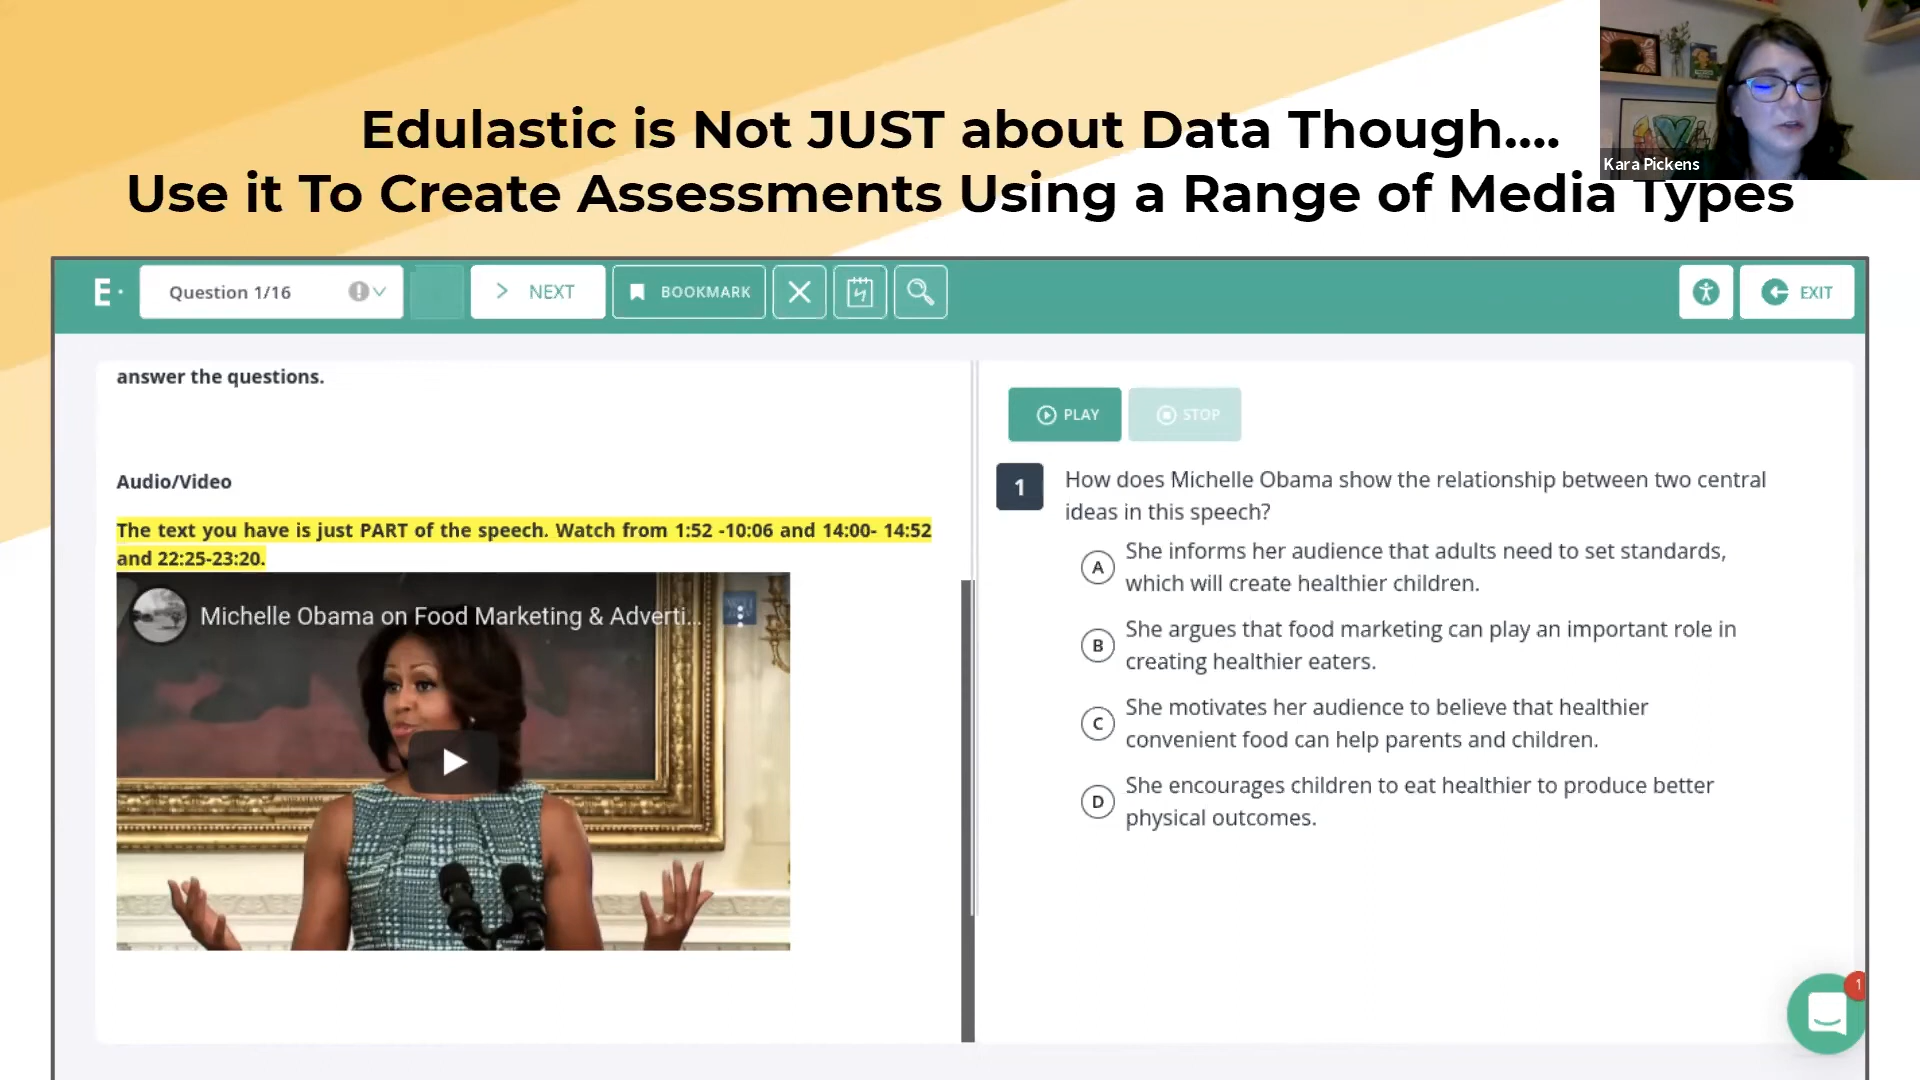 Edulastic is Not JUST about Data Though....
Use it To Create Assessments Using a Range of Media Types
Kara Pickens
E
Question 1/16
NEXT
BOOKMARK
EXIT
answer the questions.
Audio/Video
The text you have is just PART of the speech. Watch from 1:52 -10:06 and 14:00- 14:52
and 22:25-23:20.
Michelle Obama on Food Marketing & Adverti...
PLAY
STOP
1
How does Michelle Obama show the relationship between two central
ideas in this speech?
A
She informs her audience that adults need to set standards,
which will create healthier children.
B
She argues that food marketing can play an important role in
creating healthier eaters.
C
She motivates her audience to believe that healthier
convenient food can help parents and children.
D
She encourages children to eat healthier to produce better
physical outcomes.
1